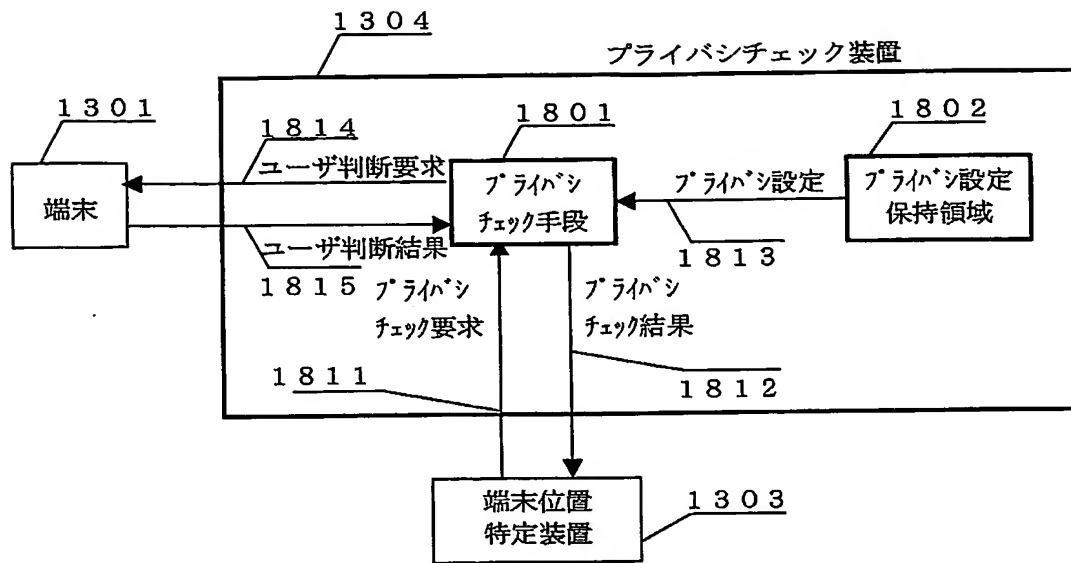 1304
プライバシチェック装置
1301
1814
1801
1802
ユーザ判断要求
端末
プライバシ
チェック手段
プライバシ設定
プライバシ設定
保持領域
ユーザ判断結果
1815
1813
プライバシ
チェック要求
プライバシ
チェック結果
1811
1812
端末位置
特定装置
1303